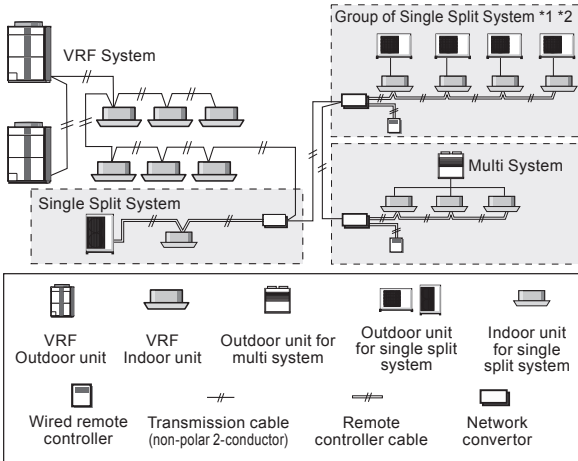 Group of Single Split System *1 *2
VRF System
Multi System
Single Split System
VRF
Outdoor unit
VRF
Indoor unit
Outdoor unit for
multi system
Outdoor unit
for single split
system
Indoor unit
for single
split system
Wired remote
controller
Transmission cable
(non-polar 2-conductor)
Remote
controller cable
Network
convertor